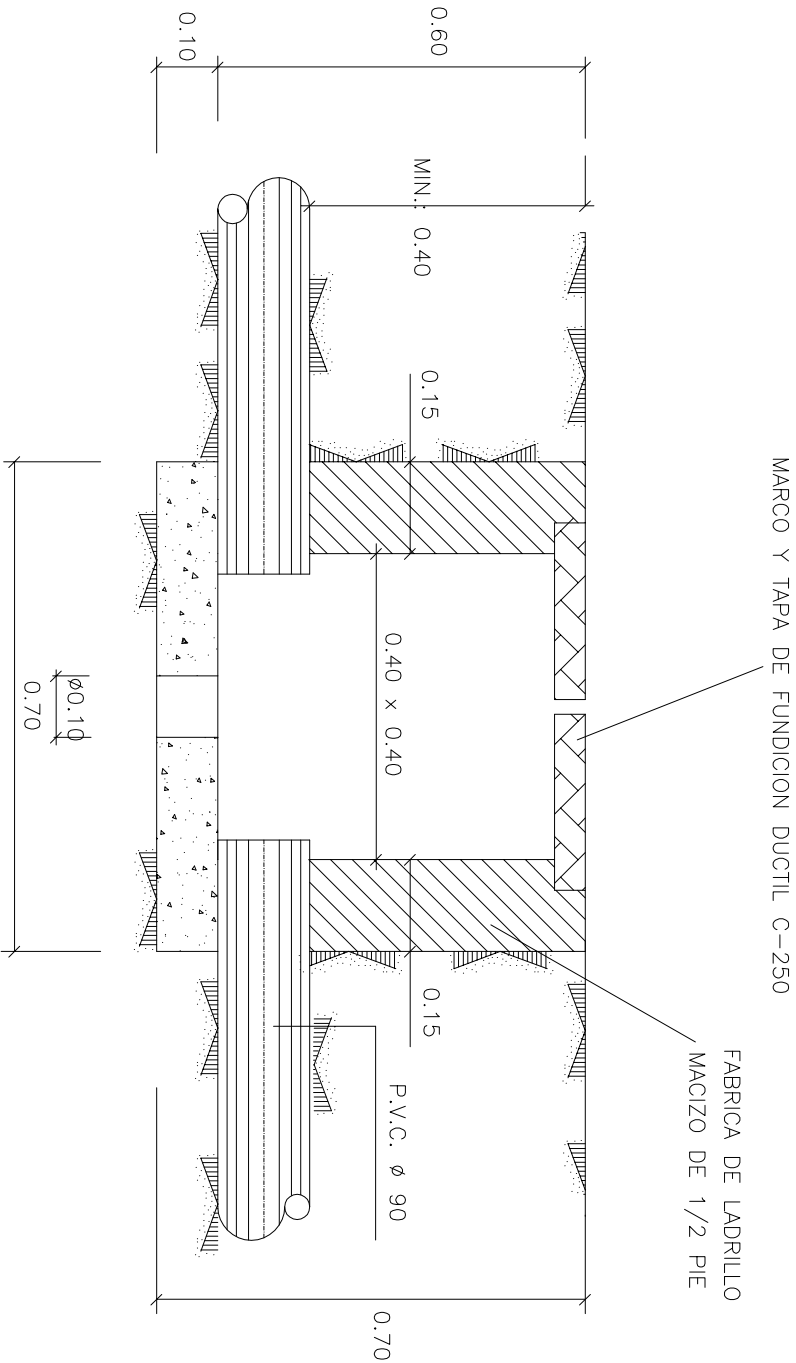 MARCO Y TAPA DE FUNDICION DUCTIL C-250
FABRICA DE LADRILLO
MACIZO DE 1/2 PIE
0.60
0.10
MIN.: 0.40
0.15
0.40 x 0.40
0.15
P.V.C. ø 90
0.70
ø0.10
0.70